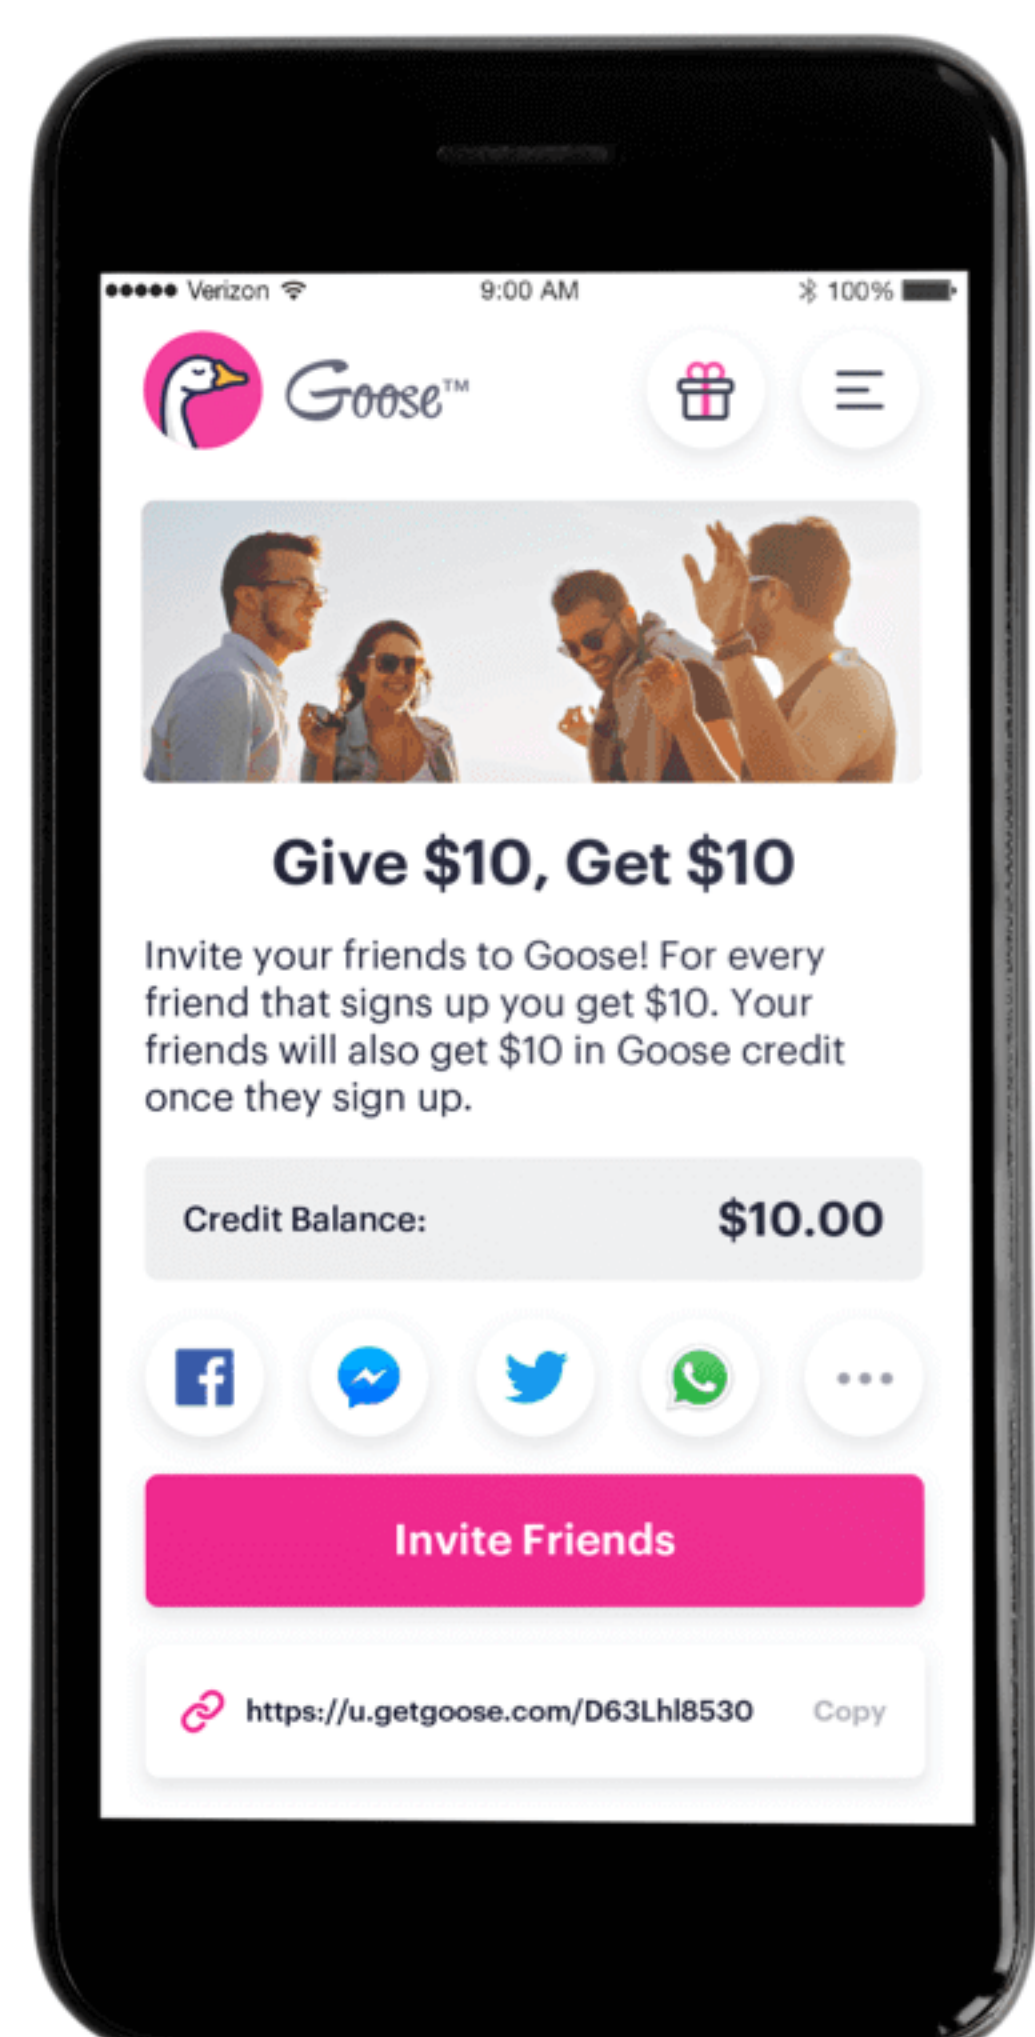 Verizon 9:00 AM 100%
Goose™
Give $10, Get $10
Invite your friends to Goose! For every
friend that signs up you get $10. Your
friends will also get $10 in Goose credit
once they sign up.
Credit Balance: $10.00
Invite Friends
https://u.getgoose.com/D63Lhl8530 Copy